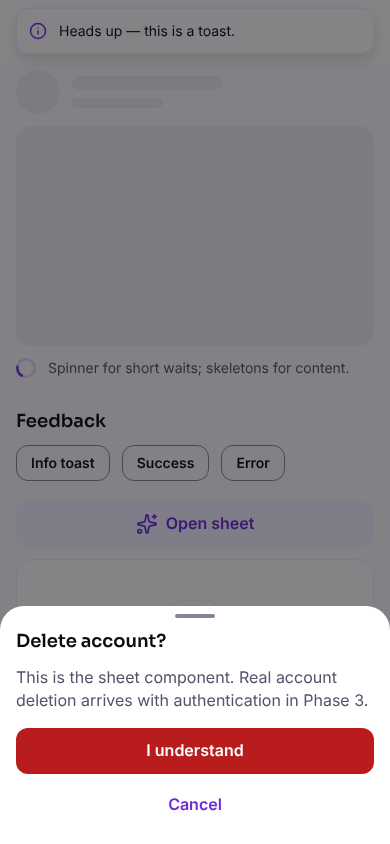 Heads up — this is a toast.
Spinner for short waits; skeletons for content.
Feedback
Info toast
Success
Error
Open sheet
Delete account?
This is the sheet component. Real account
deletion arrives with authentication in Phase 3.
I understand
Cancel